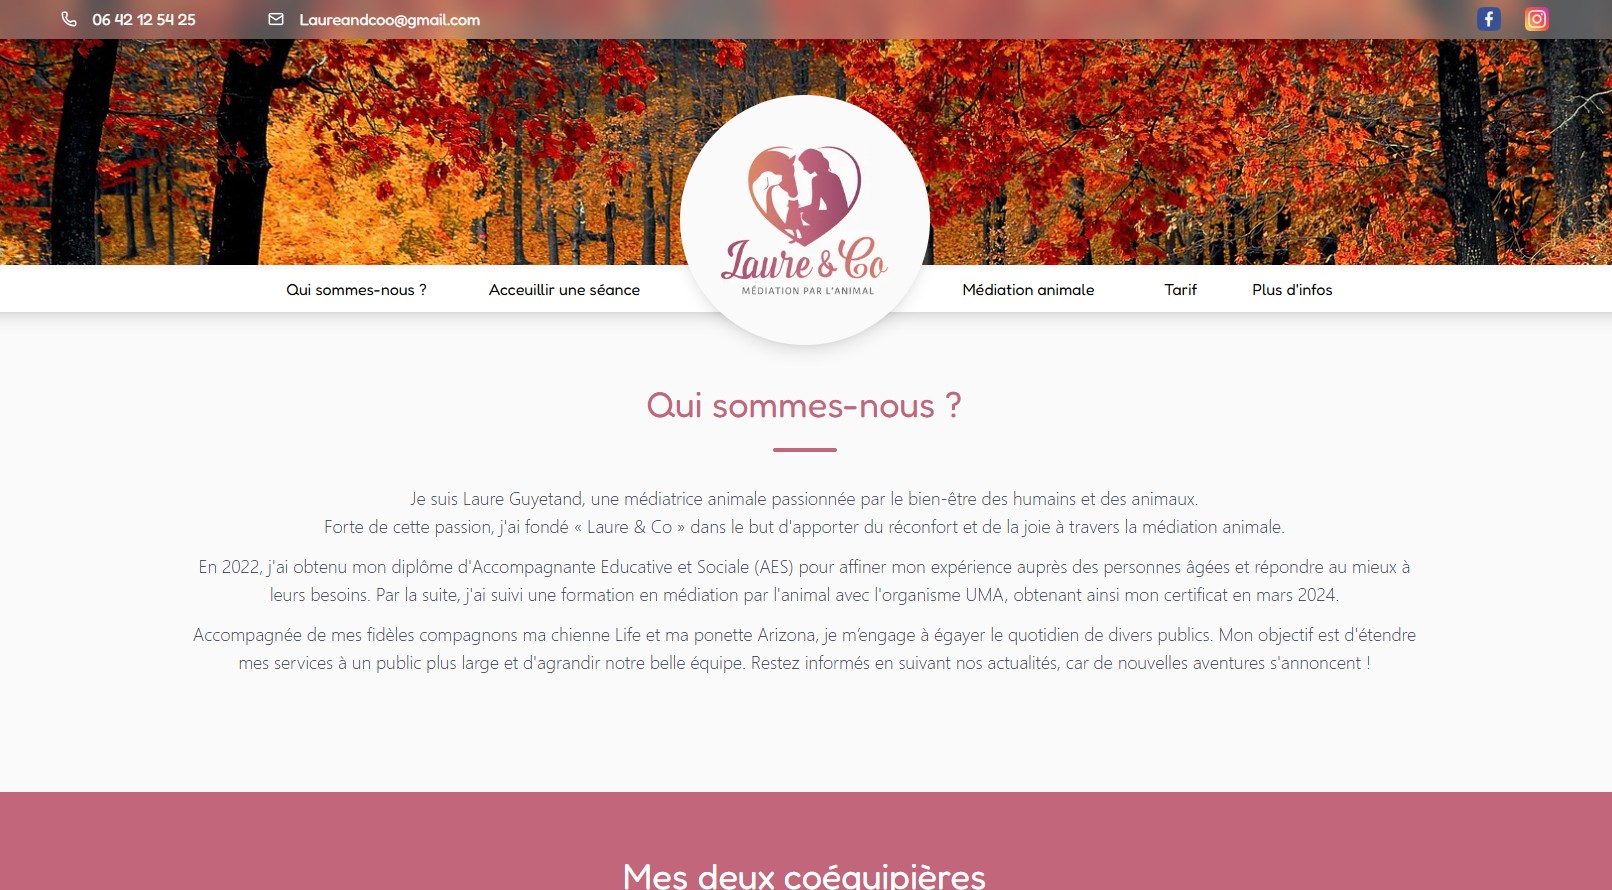 06 42 12 54 25
Laureandcoo@gmail.com
Laure & Co
MÉDIATION PAR L'ANIMAL
Qui sommes-nous ?
Acceuillir une séance
Médiation animale
Tarif
Plus d'infos
Qui sommes-nous ?
Je suis Laure Guyetand, une médiatrice animale passionnée par le bien-être des humains et des animaux.
Forte de cette passion, j'ai fondé « Laure & Co » dans le but d'apporter du réconfort et de la joie à travers la médiation animale.
En 2022, j'ai obtenu mon diplôme d'Accompagnante Educative et Sociale (AES) pour affiner mon expérience auprès des personnes âgées et répondre au mieux à
leurs besoins. Par la suite, j'ai suivi une formation en médiation par l'animal avec l'organisme UMA, obtenant ainsi mon certificat en mars 2024.
Accompagnée de mes fidèles compagnons ma chienne Life et ma ponette Arizona, je m’engage à égayer le quotidien de divers publics. Mon objectif est d'étendre
mes services à un public plus large et d'agrandir notre belle équipe. Restez informés en suivant nos actualités, car de nouvelles aventures s'annoncent !
Mes deux coéquipières